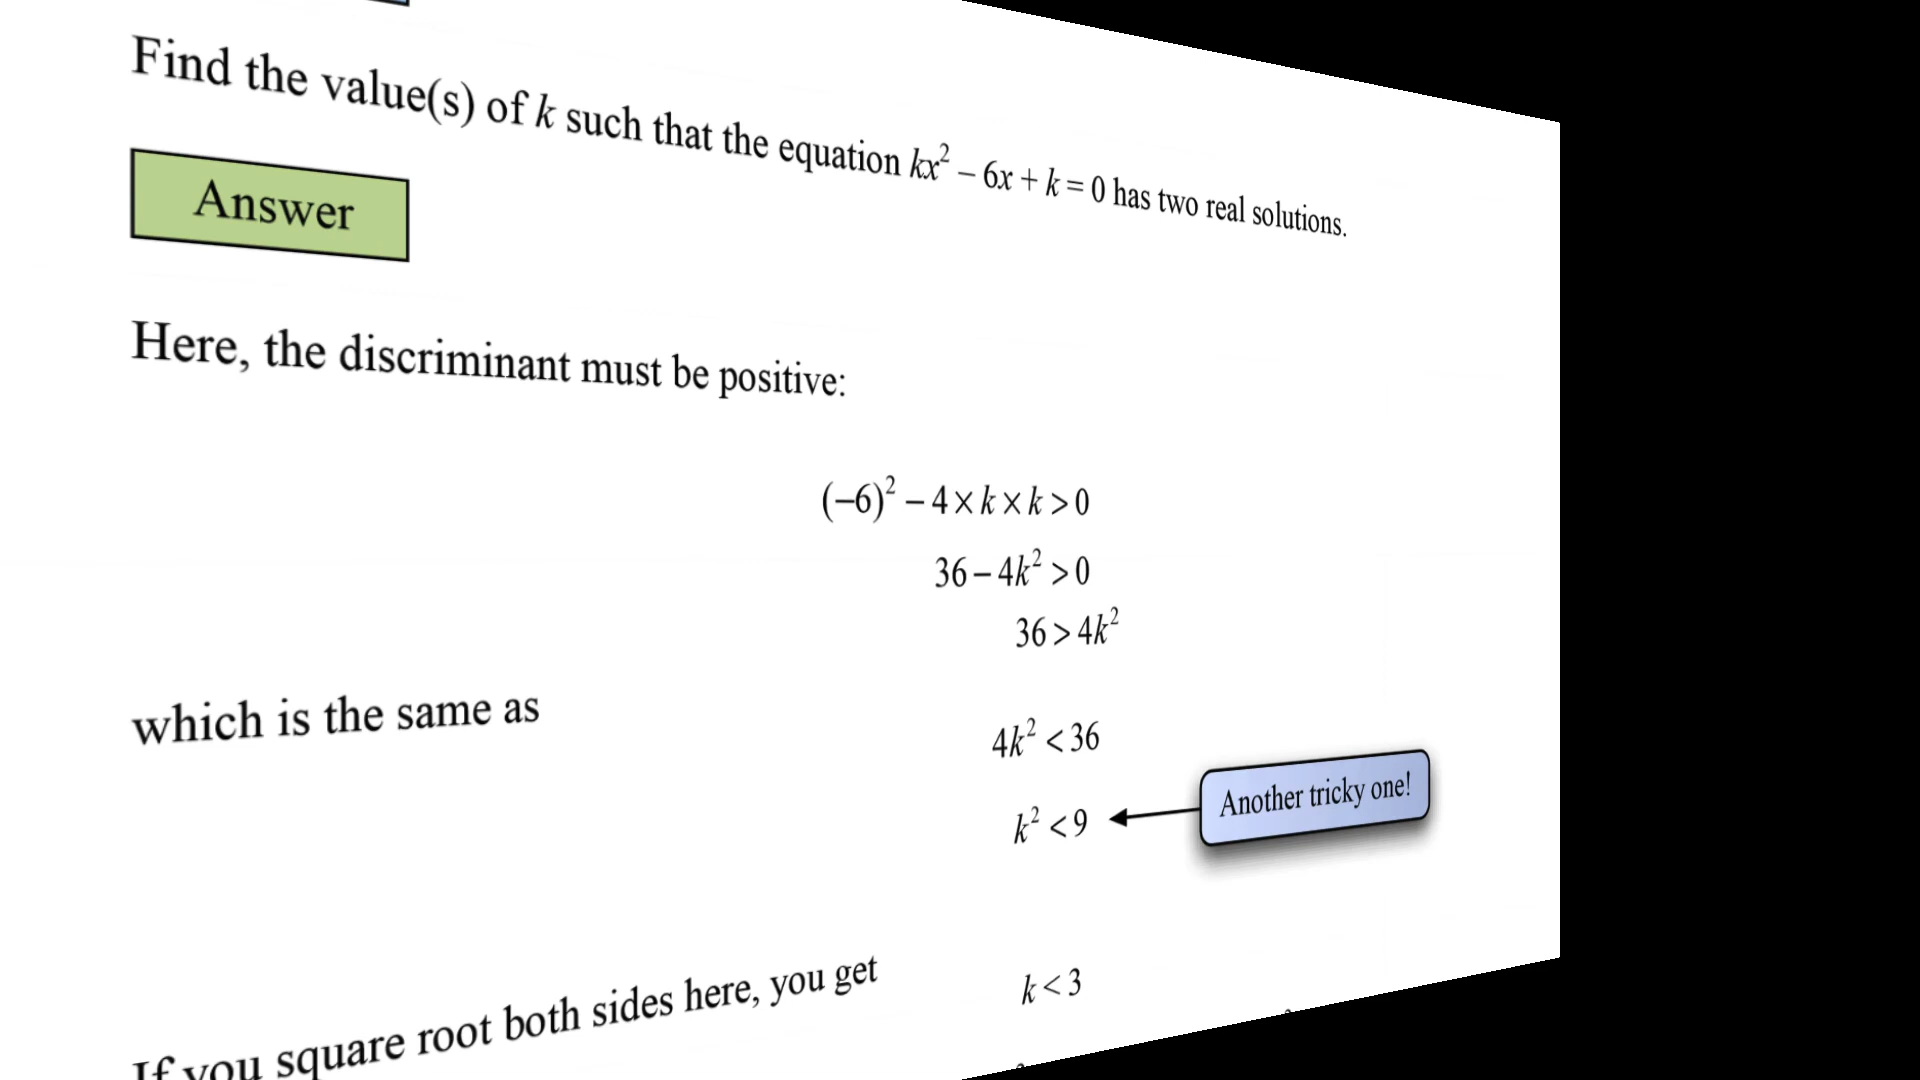 Find the value(s) of k such that the equation kx² – 6x + k = 0 has two real solutions.
Answer
Here, the discriminant must be positive:
(–6)² – 4 × k × k > 0
36 – 4k² > 0
36 > 4k²
which is the same as
4k² < 36
k² < 9
Another tricky one!
If you square root both sides here, you get
k < 3